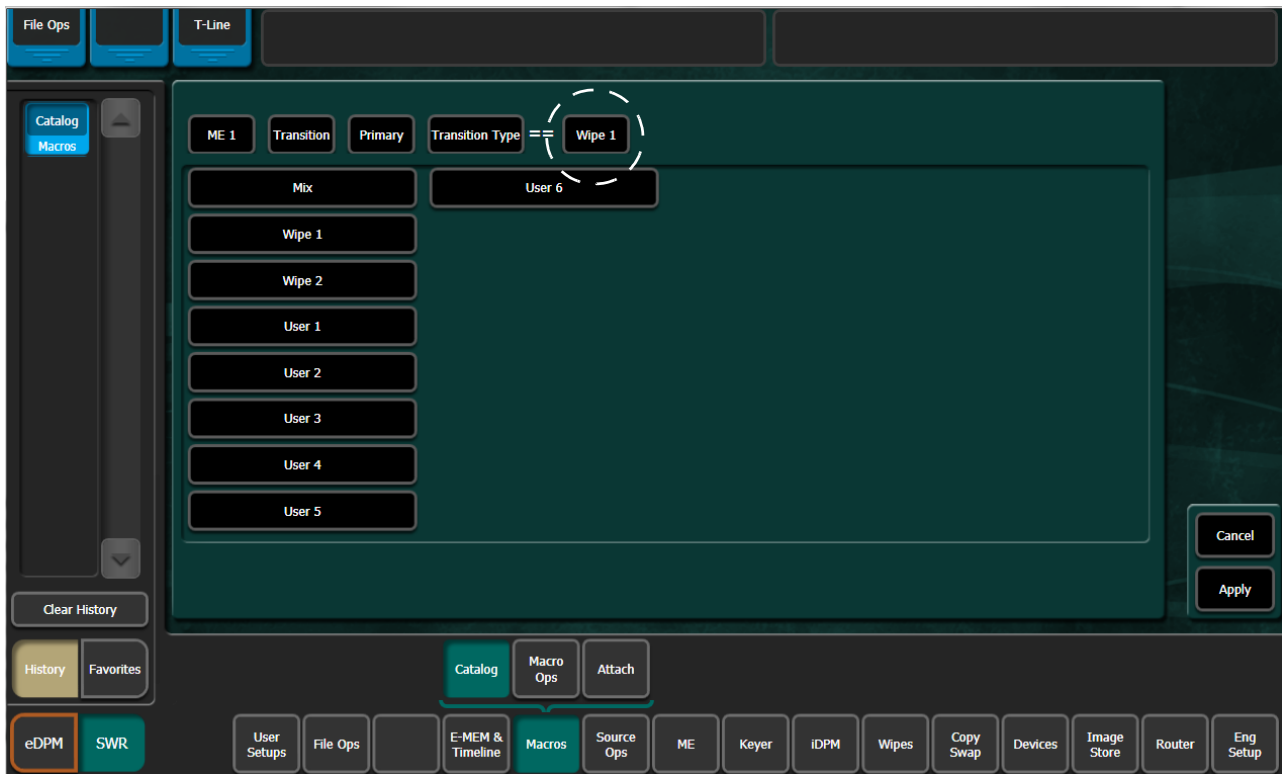 File Ops
T-Line
Catalog
Macros
ME 1
Transition
Primary
Transition Type
==
Wipe 1
Mix
User 6
Wipe 1
Wipe 2
User 1
User 2
User 3
User 4
User 5
Cancel
Apply
Clear History
History
Favorites
Catalog
Macro
Ops
Attach
eDPM
SWR
User
Setups
File Ops
E-MEM &
Timeline
Macros
Source
Ops
ME
Keyer
iDPM
Wipes
Copy
Swap
Devices
Image
Store
Router
Eng
Setup